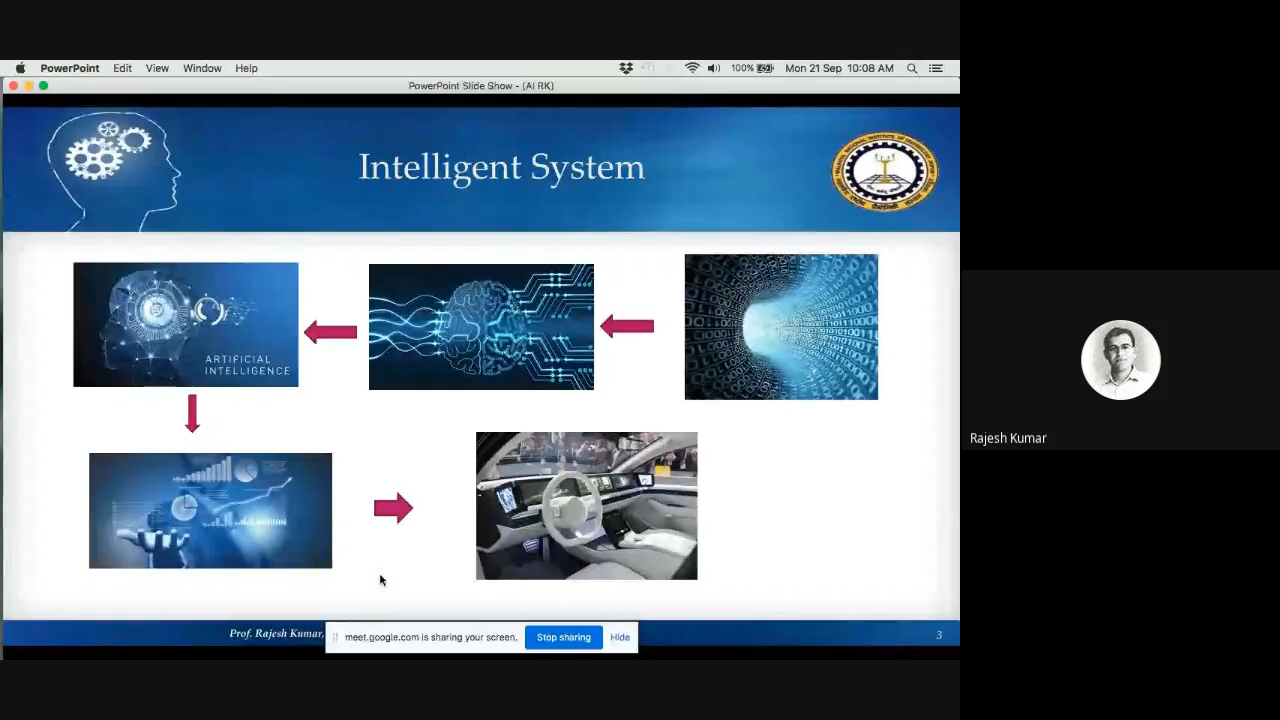 PowerPoint Edit View Window Help 100% Mon 21 Sep 10:08 AM
PowerPoint Slide Show - [AI RK]
Intelligent System
ARTIFICIAL
INTELLIGENCE
Rajesh Kumar
Prof. Rajesh Kumar,
meet.google.com is sharing your screen. Stop sharing Hide
3